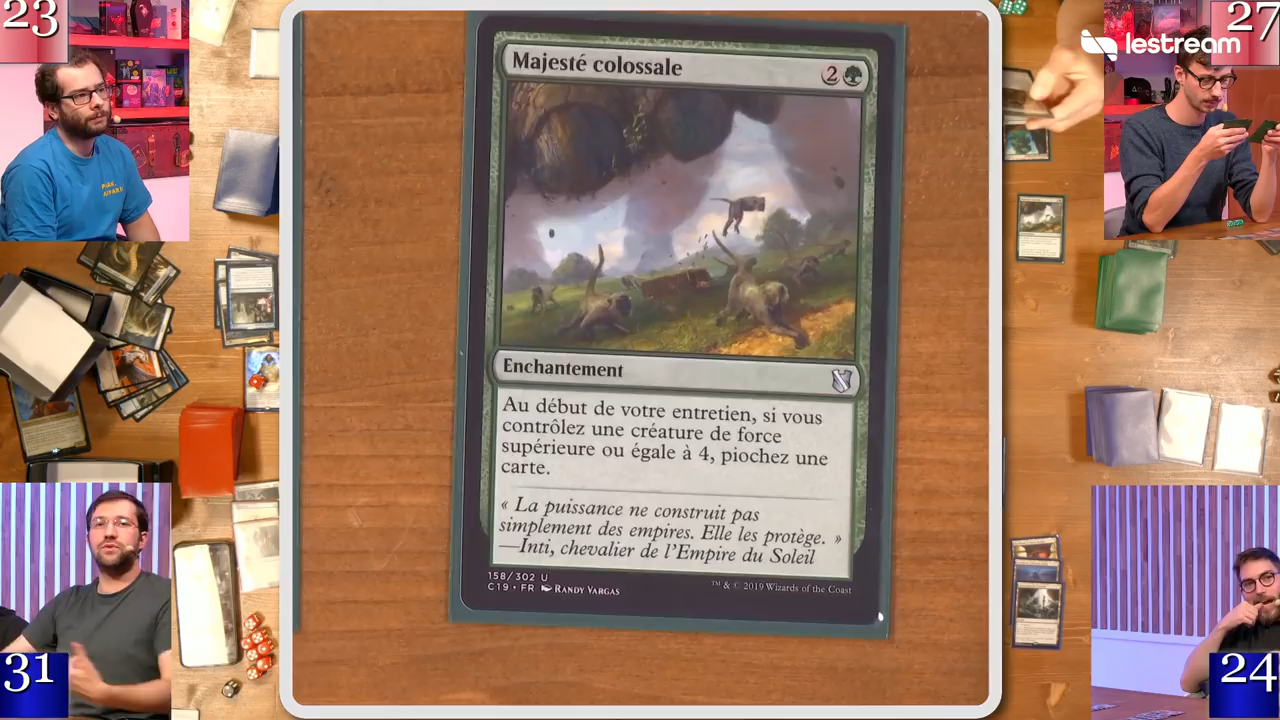 23
27
lestream
Majesté colossale
2
Enchantement
Au début de votre entretien, si vous
contrôlez une créature de force
supérieure ou égale à 4, piochez une
carte.
« La puissance ne construit pas
simplement des empires. Elle les protège. »
—Inti, chevalier de l'Empire du Soleil
158/302 U
C19 • FR RANDY VARGAS
™ & © 2019 Wizards of the Coast
31
24